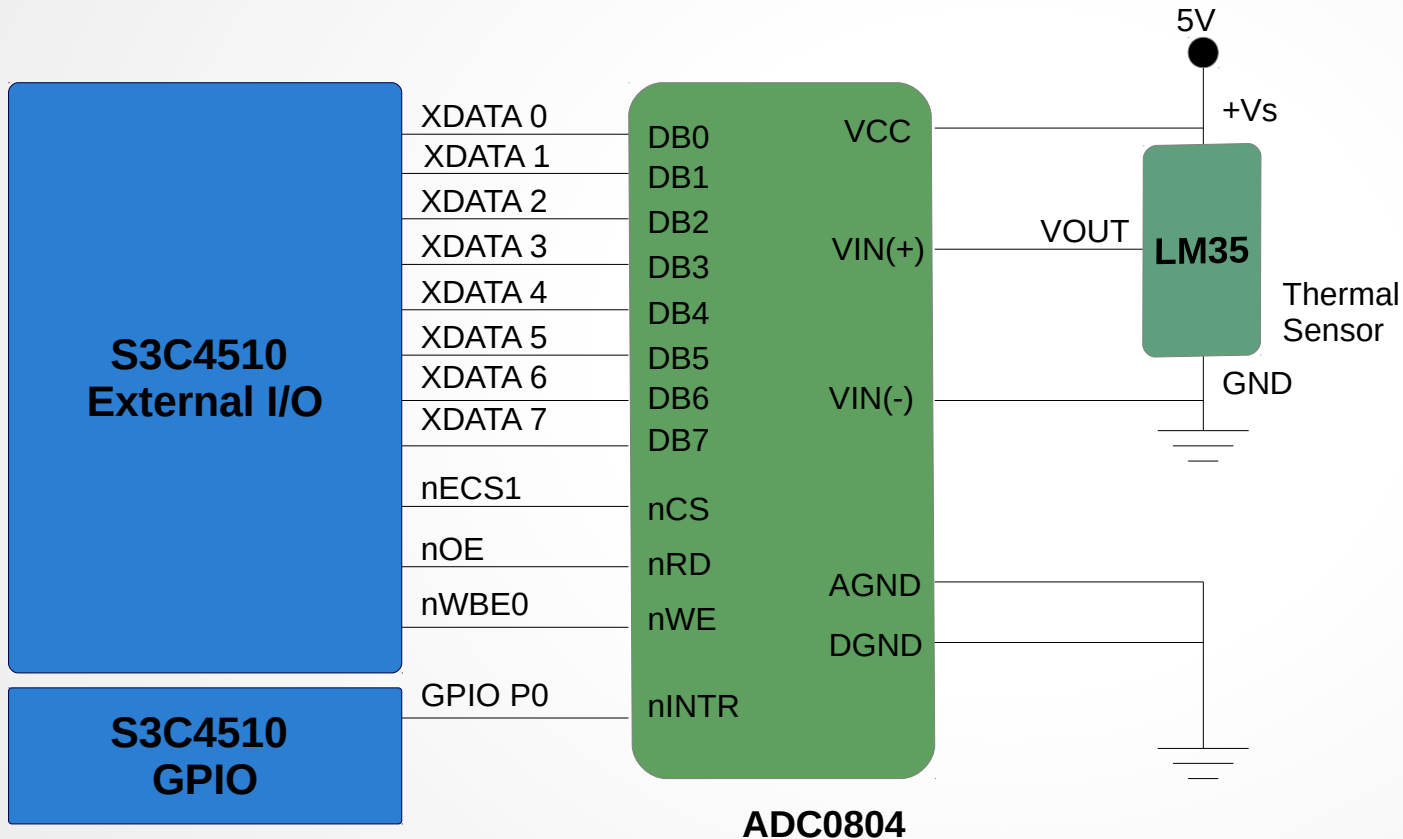 5V
+Vs
XDATA 0
XDATA 1
XDATA 2
XDATA 3
XDATA 4
XDATA 5
XDATA 6
XDATA 7
nECS1
nOE
nWBE0
GPIO P0
S3C4510
External I/O
S3C4510
GPIO
DB0
DB1
DB2
DB3
DB4
DB5
DB6
DB7
nCS
nRD
nWE
nINTR
VCC
VIN(+)
VIN(-)
AGND
DGND
ADC0804
VOUT
LM35
Thermal
Sensor
GND